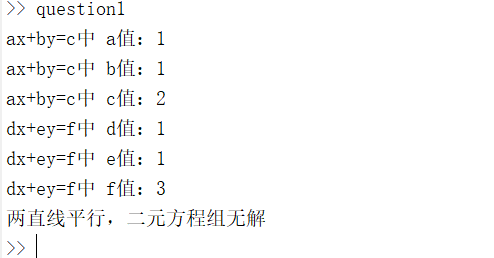 >> question1
ax+by=c中 a值：1
ax+by=c中 b值：1
ax+by=c中 c值：2
dx+ey=f中 d值：1
dx+ey=f中 e值：1
dx+ey=f中 f值：3
两直线平行，二元方程组无解
>>